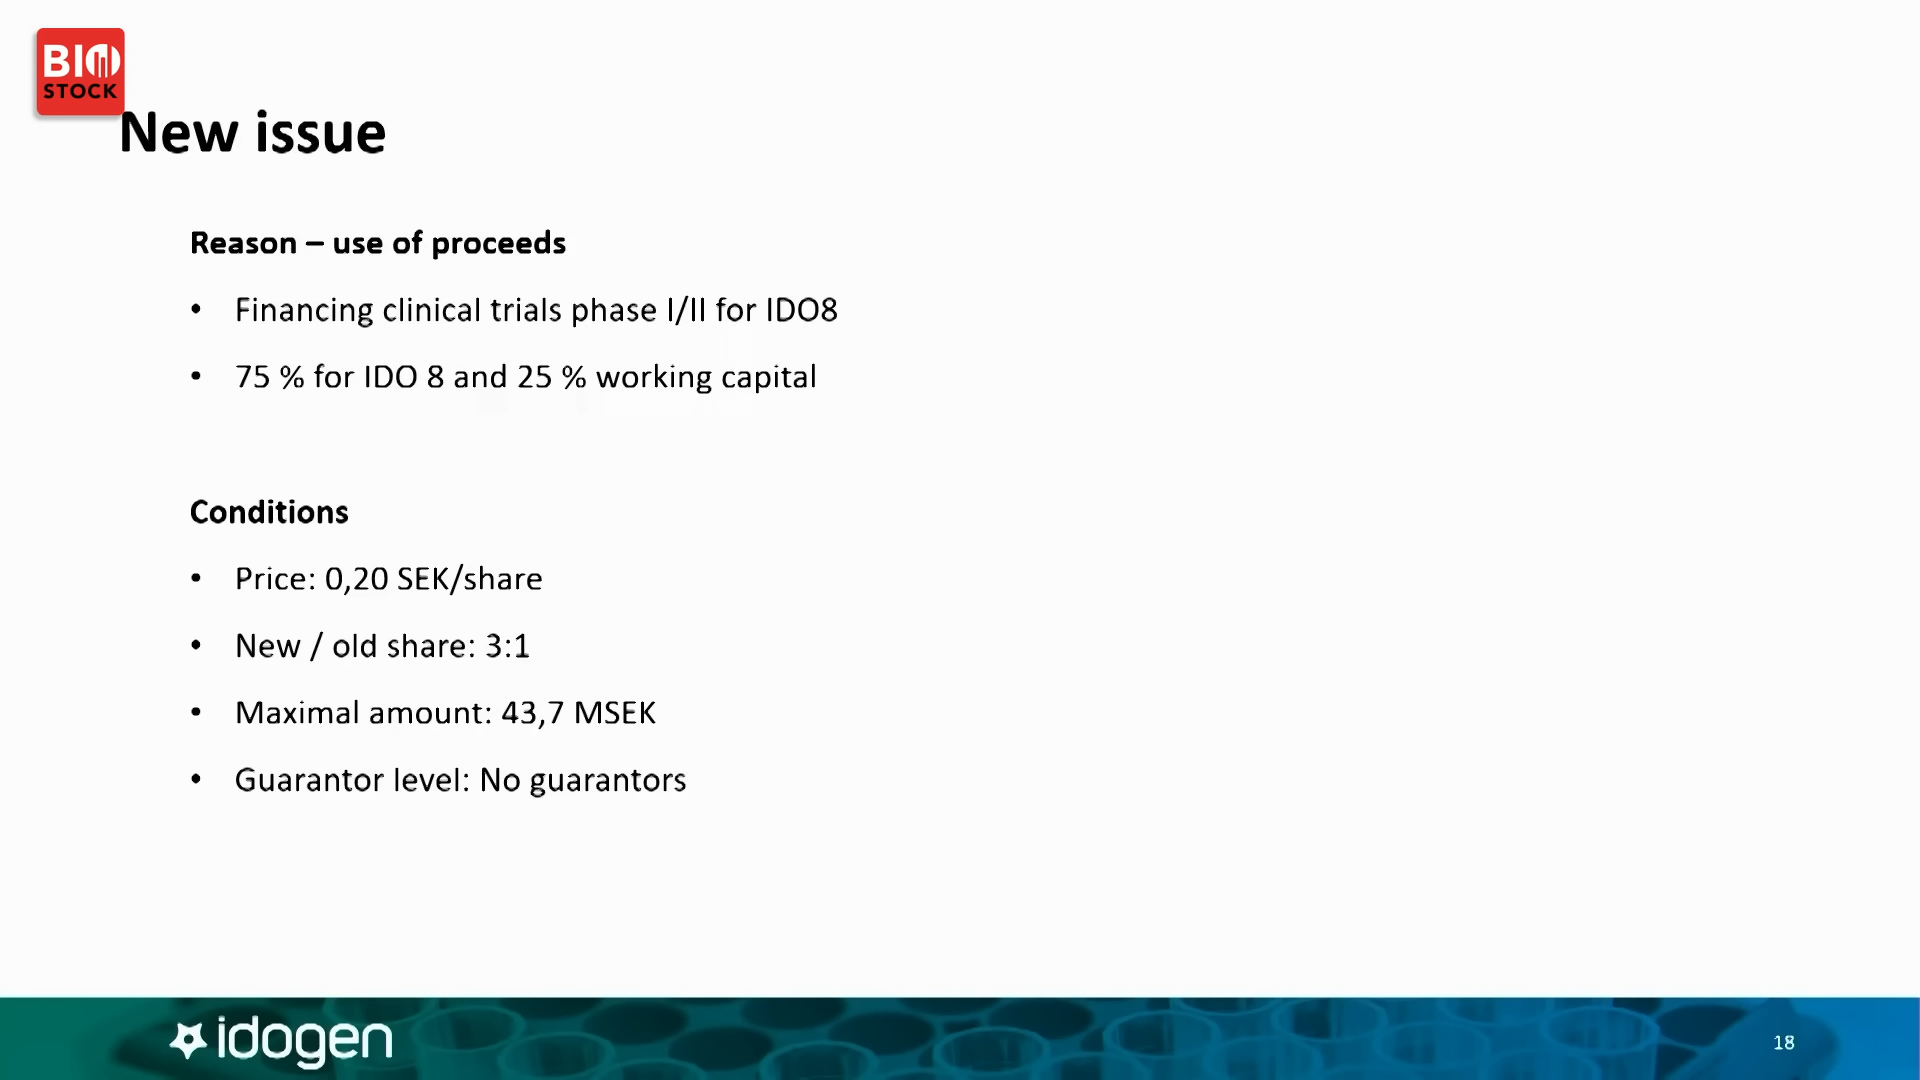 BIO
STOCK
New issue
Reason – use of proceeds
• Financing clinical trials phase I/II for IDO8
• 75 % for IDO 8 and 25 % working capital
Conditions
• Price: 0,20 SEK/share
• New / old share: 3:1
• Maximal amount: 43,7 MSEK
• Guarantor level: No guarantors
idogen
18